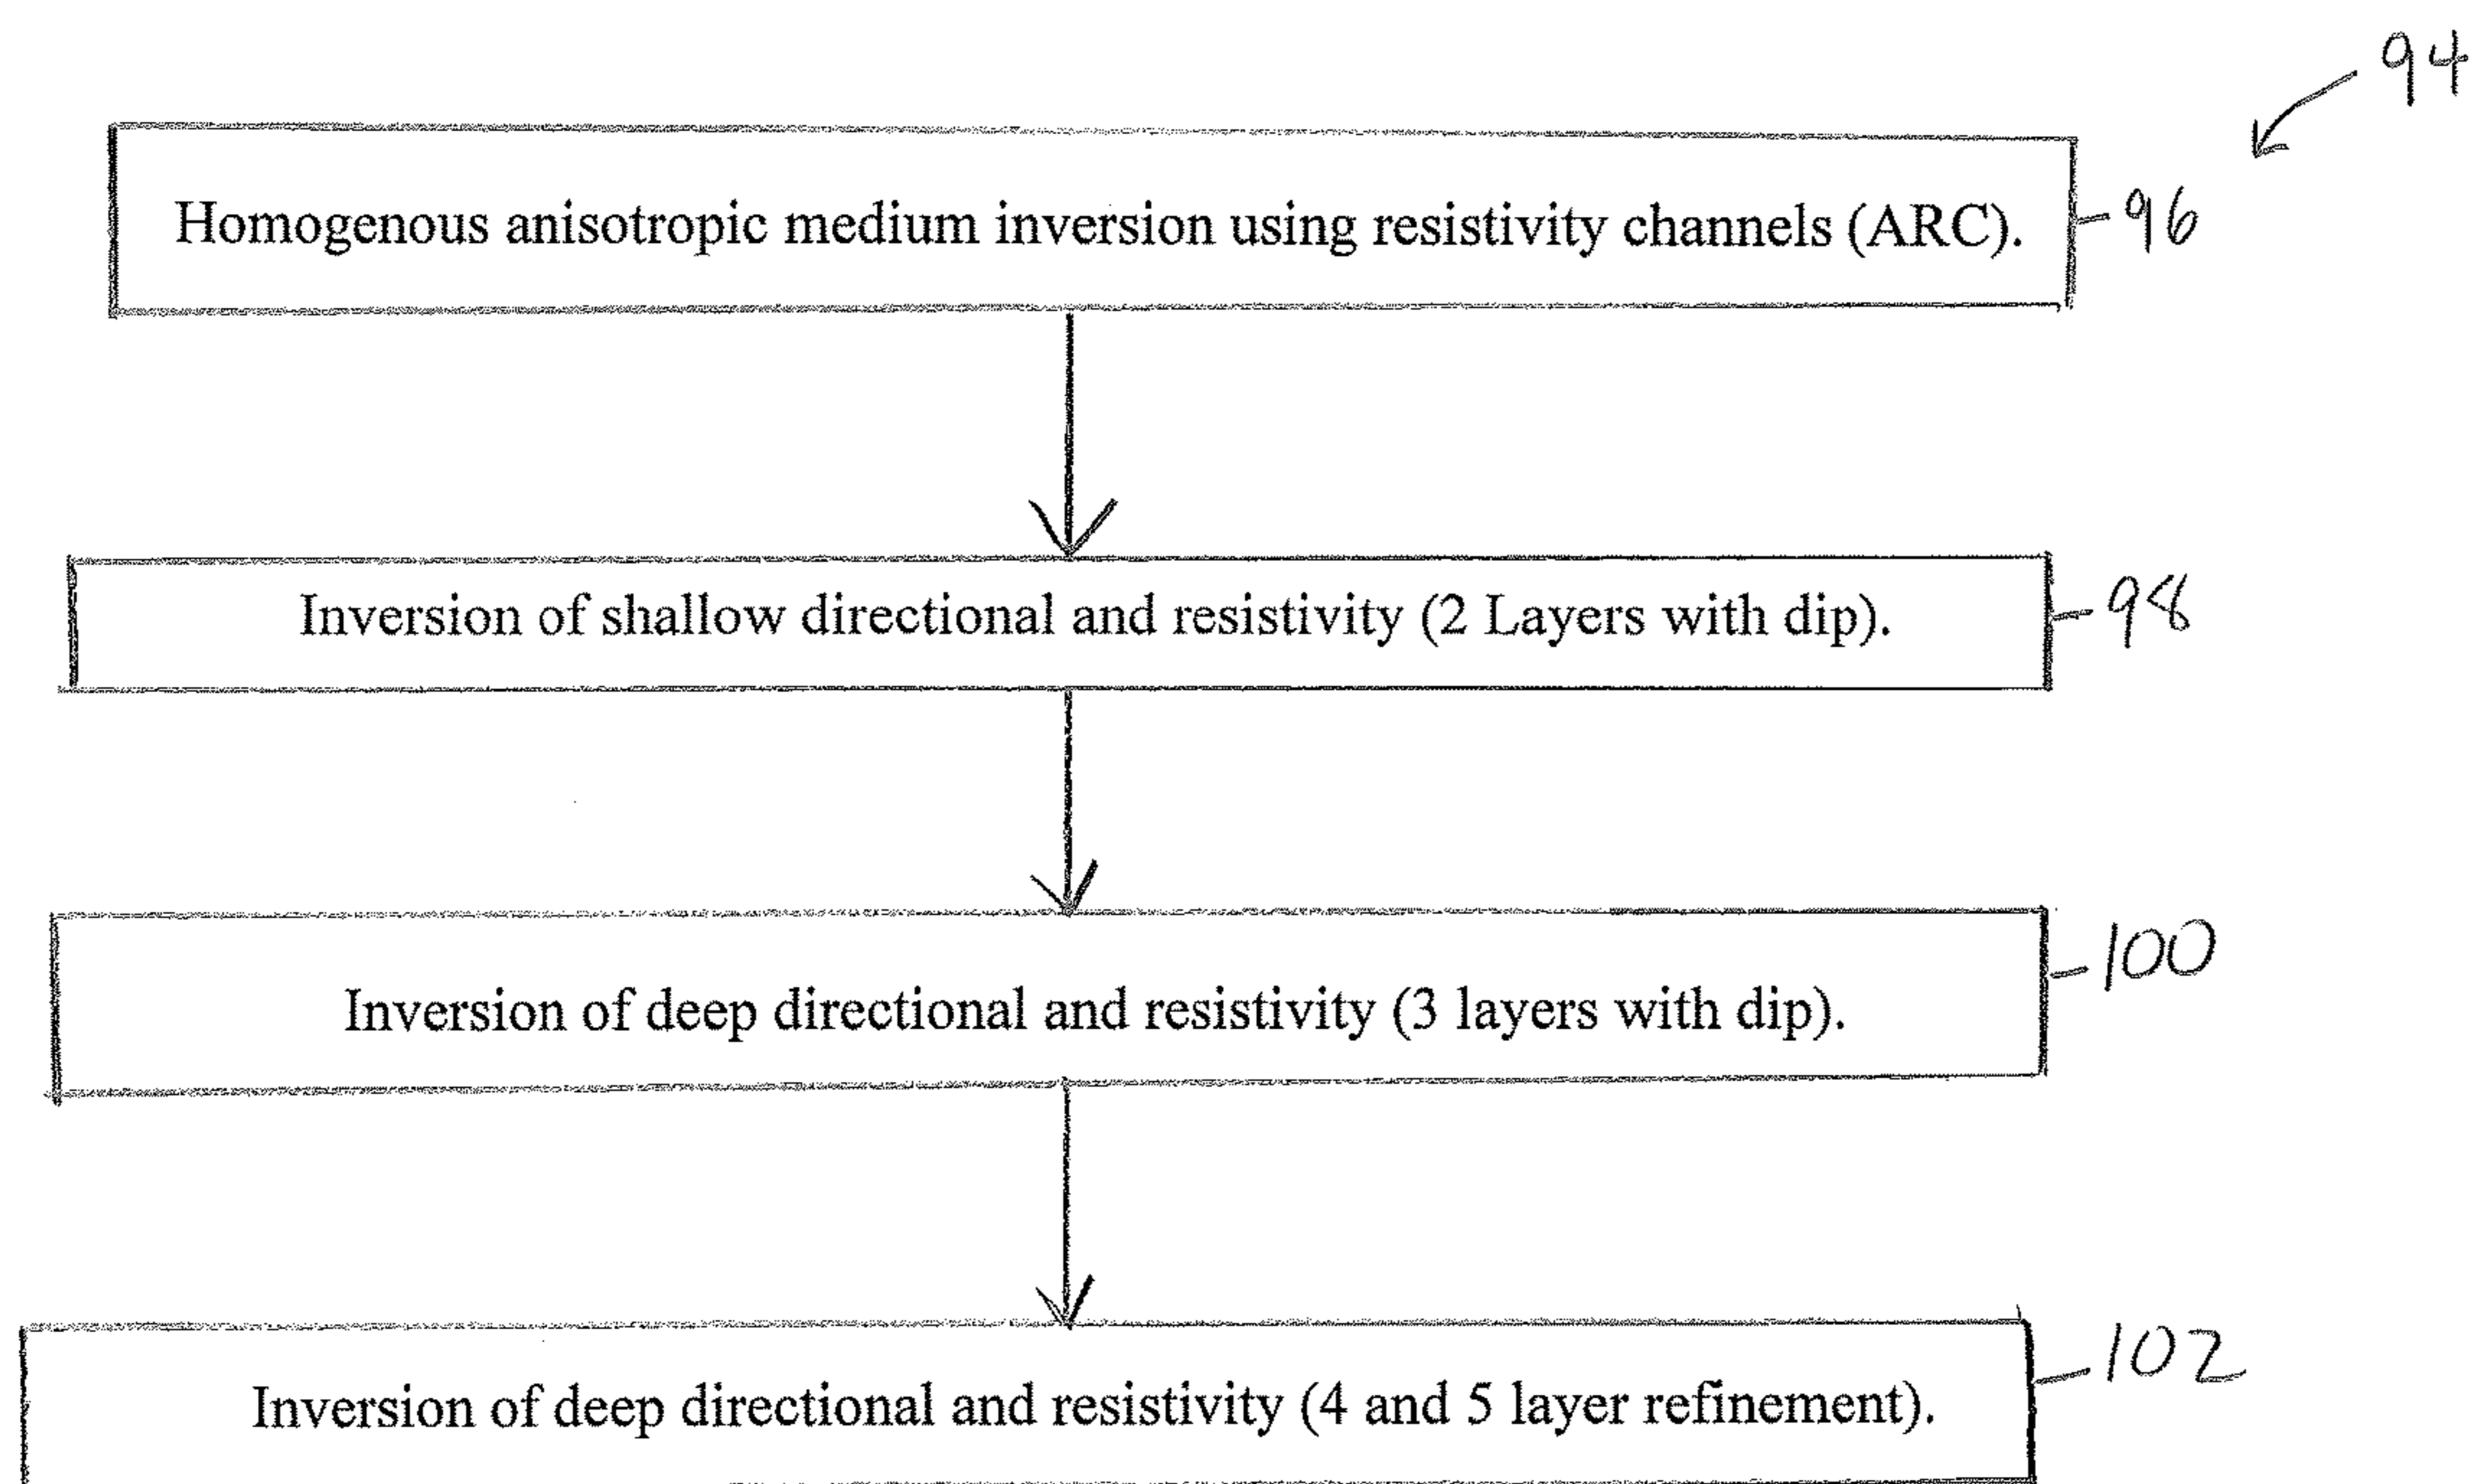 94
Homogenous anisotropic medium inversion using resistivity channels (ARC).
96
Inversion of shallow directional and resistivity (2 Layers with dip).
98
100
Inversion of deep directional and resistivity (3 layers with dip).
102
Inversion of deep directional and resistivity (4 and 5 layer refinement).